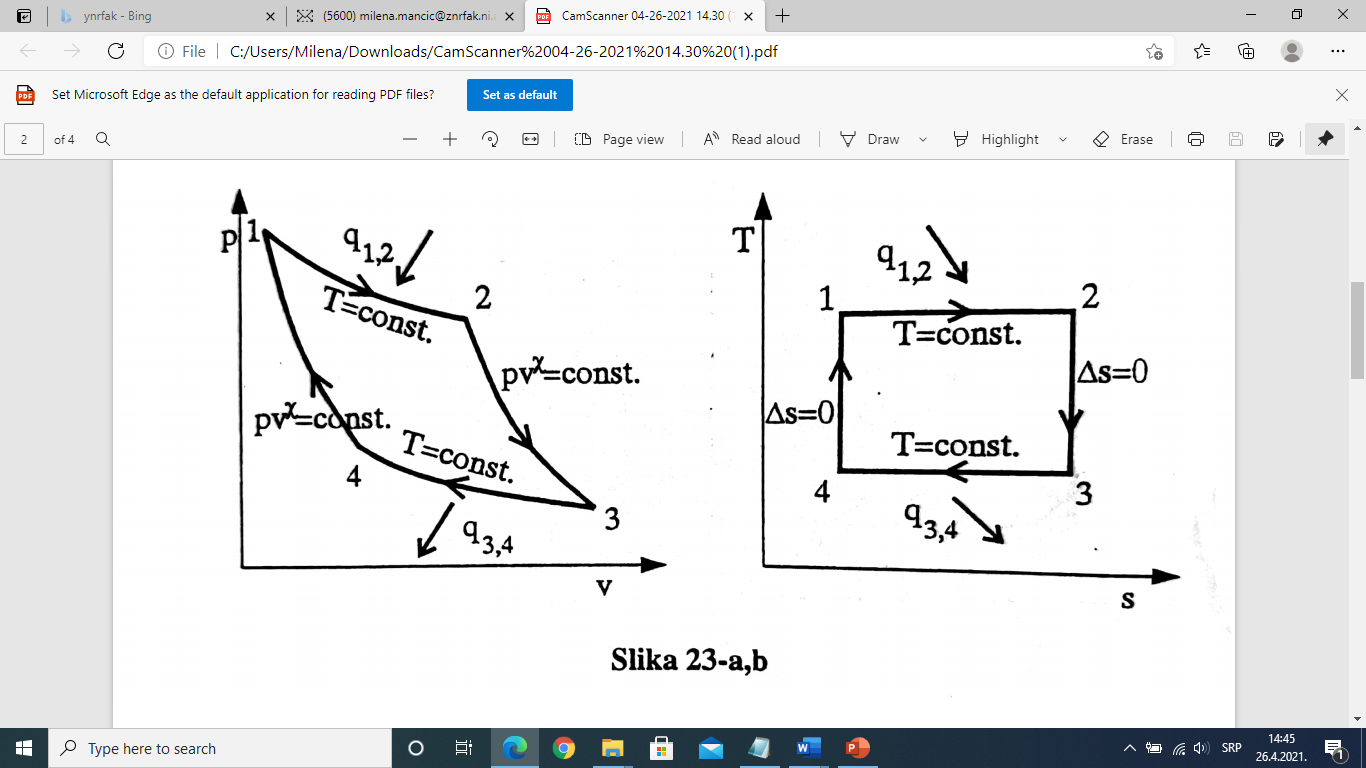 ynrfak - Bing
(5600) milena.mancic@znrfak.ni.
CamScanner 04-26-2021 14.30 (
File
C:/Users/Milena/Downloads/CamScanner%2004-26-2021%2014.30%20(1).pdf
PDF Set Microsoft Edge as the default application for reading PDF files? Set as default
2 of 4 Page view Read aloud Draw Highlight Erase
p 1 q1,2
T=const.
2
pvχ=const.
pvχ=const.
T=const.
4
3
q3,4
v
T
q1,2
1 2
T=const.
Δs=0
Δs=0
T=const.
4 3
q3,4
s
Slika 23-a,b
Type here to search
SRP
14:45
26.4.2021.
1